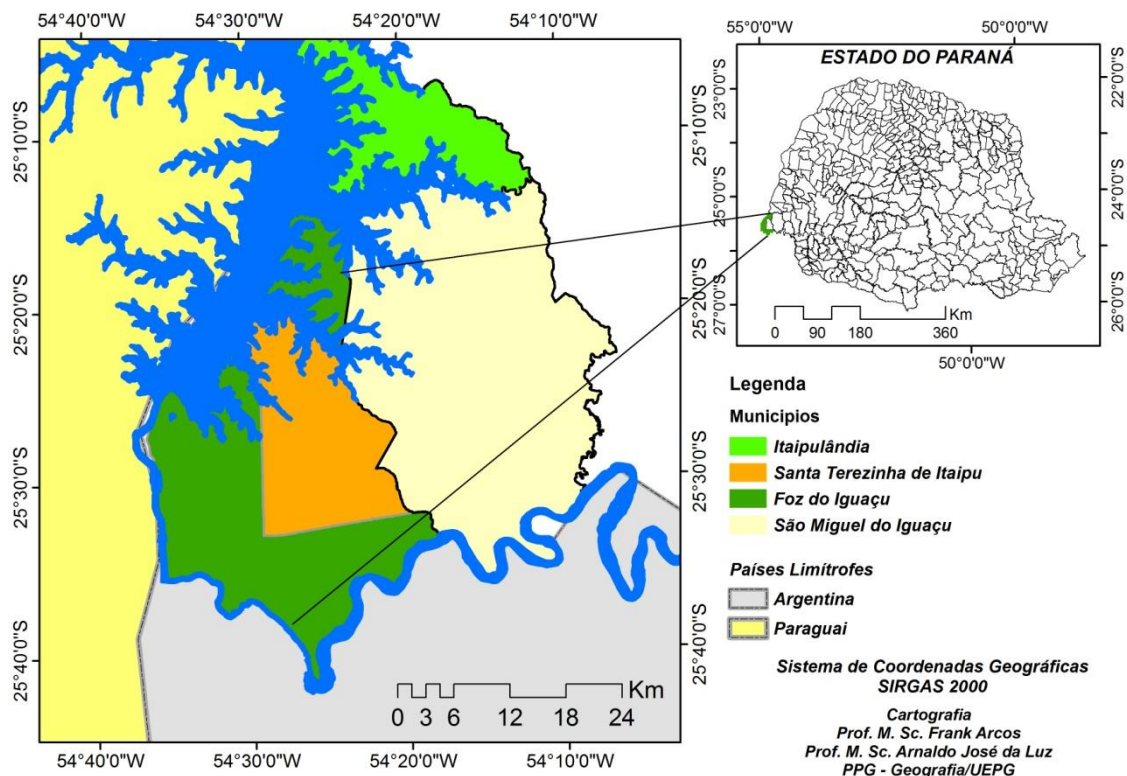 54°40'0"W 54°30'0"W 54°20'0"W 54°10'0"W
25°10'0"S
25°20'0"S
25°30'0"S
25°40'0"S
25°10'0"S
25°20'0"S
25°30'0"S
25°40'0"S
Km
0 3 6 12 18 24
54°40'0"W 54°30'0"W 54°20'0"W 54°10'0"W
55°0'0"W 50°0'0"W
ESTADO DO PARANÁ
23°0'0"S
25°0'0"S
27°0'0"S
22°0'0"S
24°0'0"S
26°0'0"S
Km
0 90 180 360
50°0'0"W
Legenda
Municipios
Itaipulândia
Santa Terezinha de Itaipu
Foz do Iguaçu
São Miguel do Iguaçu
Países Limítrofes
Argentina
Paraguai
Sistema de Coordenadas Geográficas
SIRGAS 2000
Cartografia
Prof. M. Sc. Frank Arcos
Prof. M. Sc. Arnaldo José da Luz
PPG - Geografia/UEPG